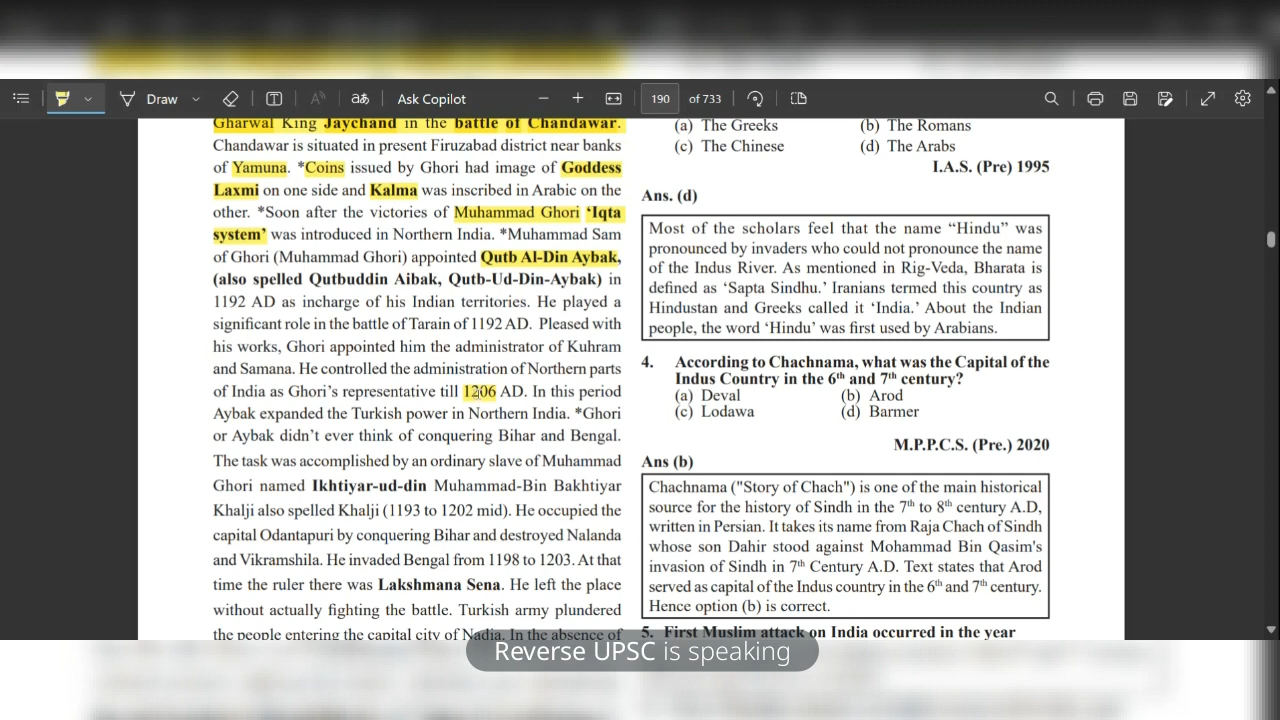 Draw
Ask Copilot
190 of 733
Gharwal King Jaychand in the battle of Chandawar.
Chandawar is situated in present Firuzabad district near banks
of Yamuna. *Coins issued by Ghori had image of Goddess
Laxmi on one side and Kalma was inscribed in Arabic on the
other. *Soon after the victories of Muhammad Ghori ‘Iqta
system’ was introduced in Northern India. *Muhammad Sam
of Ghori (Muhammad Ghori) appointed Qutb Al-Din Aybak,
(also spelled Qutbuddin Aibak, Qutb-Ud-Din-Aybak) in
1192 AD as incharge of his Indian territories. He played a
significant role in the battle of Tarain of 1192 AD. Pleased with
his works, Ghori appointed him the administrator of Kuhram
and Samana. He controlled the administration of Northern parts
of India as Ghori’s representative till 1206 AD. In this period
Aybak expanded the Turkish power in Northern India. *Ghori
or Aybak didn’t ever think of conquering Bihar and Bengal.
The task was accomplished by an ordinary slave of Muhammad
Ghori named Ikhtiyar-ud-din Muhammad-Bin Bakhtiyar
Khalji also spelled Khalji (1193 to 1202 mid). He occupied the
capital Odantapuri by conquering Bihar and destroyed Nalanda
and Vikramshila. He invaded Bengal from 1198 to 1203. At that
time the ruler there was Lakshmana Sena. He left the place
without actually fighting the battle. Turkish army plundered
the people entering the capital city of Nadia. In the absence of
(a) The Greeks (b) The Romans
(c) The Chinese (d) The Arabs
I.A.S. (Pre) 1995
Ans. (d)
Most of the scholars feel that the name “Hindu” was
pronounced by invaders who could not pronounce the name
of the Indus River. As mentioned in Rig-Veda, Bharata is
defined as ‘Sapta Sindhu.’ Iranians termed this country as
Hindustan and Greeks called it ‘India.’ About the Indian
people, the word ‘Hindu’ was first used by Arabians.
4. According to Chachnama, what was the Capital of the
Indus Country in the 6th and 7th century?
(a) Deval (b) Arod
(c) Lodawa (d) Barmer
M.P.P.C.S. (Pre.) 2020
Ans (b)
Chachnama ("Story of Chach") is one of the main historical
source for the history of Sindh in the 7th to 8th century A.D,
written in Persian. It takes its name from Raja Chach of Sindh
whose son Dahir stood against Mohammad Bin Qasim's
invasion of Sindh in 7th Century A.D. Text states that Arod
served as capital of the Indus country in the 6th and 7th century.
Hence option (b) is correct.
5. First Muslim attack on India occurred in the year
Reverse UPSC is speaking